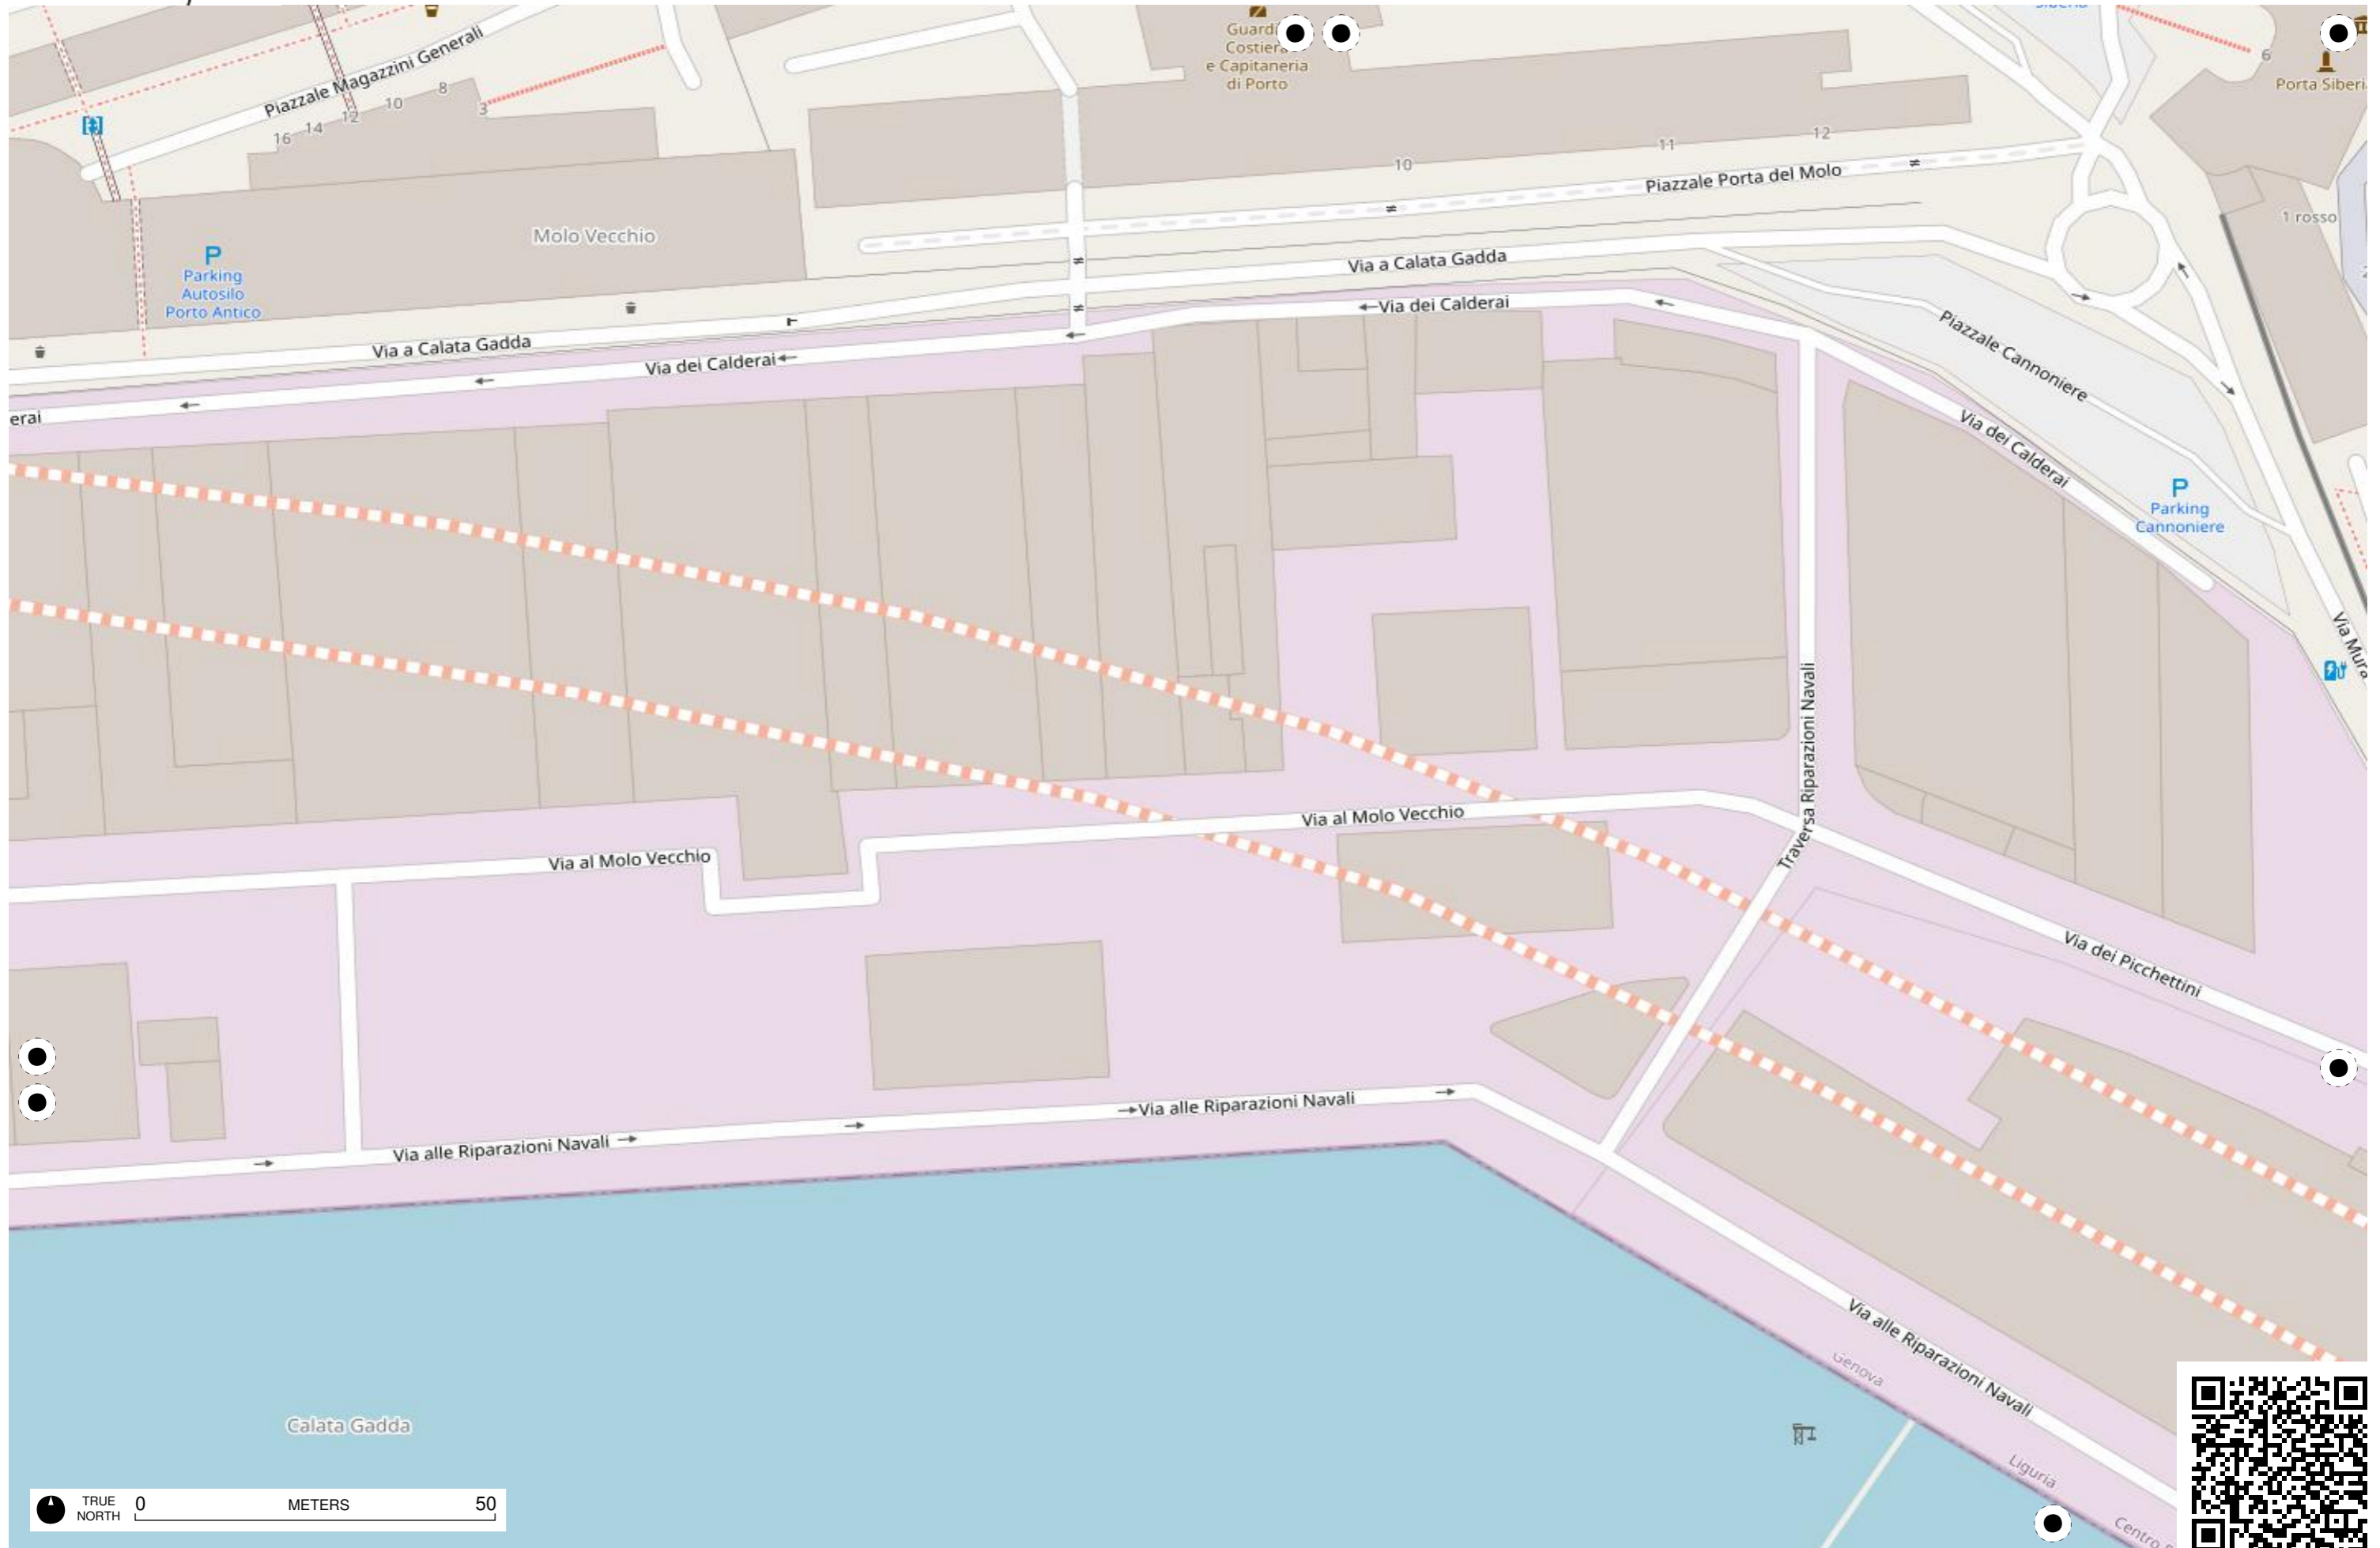 Piazzale Magazzini Generali
8
10
12
14
16
3
Guardi
Costiera
e Capitaneria
di Porto
6
Porta Siberi
10
11
12
Piazzale Porta del Molo
1 rosso
Molo Vecchio
P
Parking
Autosilo
Porto Antico
Via a Calata Gadda
Via dei Calderai
Piazzale Cannoniere
Via a Calata Gadda
Via dei Calderai
erai
Via dei Calderai
P
Parking
Cannoniere
Via Mura
Traversa Riparazioni Navali
Via al Molo Vecchio
Via al Molo Vecchio
Via dei Picchettini
Via alle Riparazioni Navali
Via alle Riparazioni Navali
Via alle Riparazioni Navali
Genova
Liguria
Centro
Calata Gadda
TRUE
NORTH
0 METERS 50